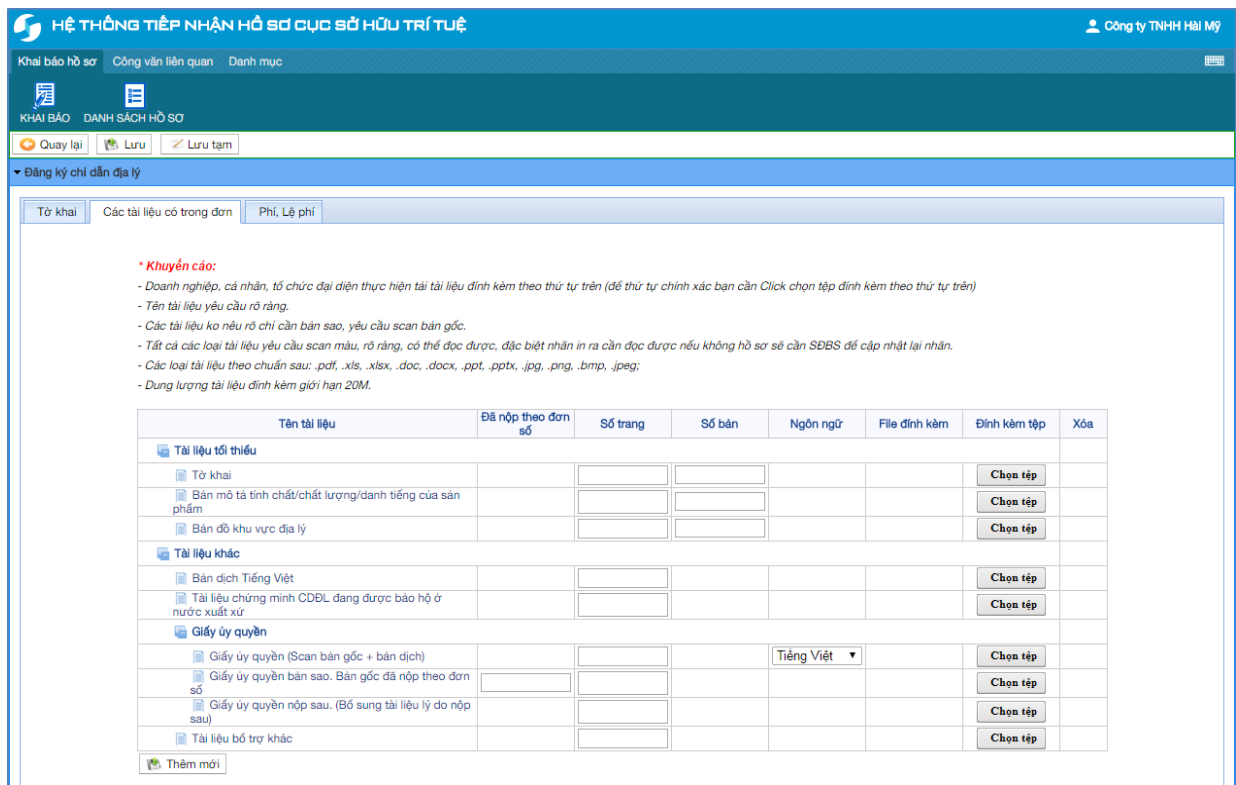 HỆ THỐNG TIẾP NHẬN HỒ SƠ CỤC SỞ HỮU TRÍ TUỆ
Công ty TNHH Hài Mỹ
Khai báo hồ sơ Công văn liên quan Danh mục
KHAI BÁO DANH SÁCH HỒ SƠ
Quay lại Lưu Lưu tạm
Đăng ký chỉ dẫn địa lý
Tờ khai Các tài liệu có trong đơn Phí, Lệ phí
* Khuyến cáo:
- Doanh nghiệp, cá nhân, tổ chức đại diện thực hiện tải tài liệu đính kèm theo thứ tự trên (để thứ tự chính xác bạn cần Click chọn tệp đính kèm theo thứ tự trên)
- Tên tài liệu yêu cầu rõ ràng.
- Các tài liệu ko nêu rõ chỉ cần bản sao, yêu cầu scan bản gốc.
- Tất cả các loại tài liệu yêu cầu scan màu, rõ ràng, có thể đọc được, đặc biệt nhãn in ra cần đọc được nếu không hồ sơ sẽ cần SĐBS để cập nhật lại nhãn.
- Các loại tài liệu theo chuẩn sau: .pdf, .xls, .xlsx, .doc, .docx, .ppt, .pptx, .jpg, .png, .bmp, .jpeg;
- Dung lượng tài liệu đính kèm giới hạn 20M.
Tên tài liệu Đã nộp theo đơn số Số trang Số bản Ngôn ngữ File đính kèm Đính kèm tệp Xóa
Tài liệu tối thiểu
Tờ khai Chọn tệp
Bản mô tả tính chất/chất lượng/danh tiếng của sản
phẩm Chọn tệp
Bản đồ khu vực địa lý Chọn tệp
Tài liệu khác
Bản dịch Tiếng Việt Chọn tệp
Tài liệu chứng minh CDĐL đang được bảo hộ ở
nước xuất xứ Chọn tệp
Giấy ủy quyền
Giấy ủy quyền (Scan bản gốc + bản dịch) Tiếng Việt Chọn tệp
Giấy ủy quyền bản sao. Bản gốc đã nộp theo đơn
số Chọn tệp
Giấy ủy quyền nộp sau. (Bổ sung tài liệu lý do nộp
sau) Chọn tệp
Tài liệu bổ trợ khác Chọn tệp
Thêm mới